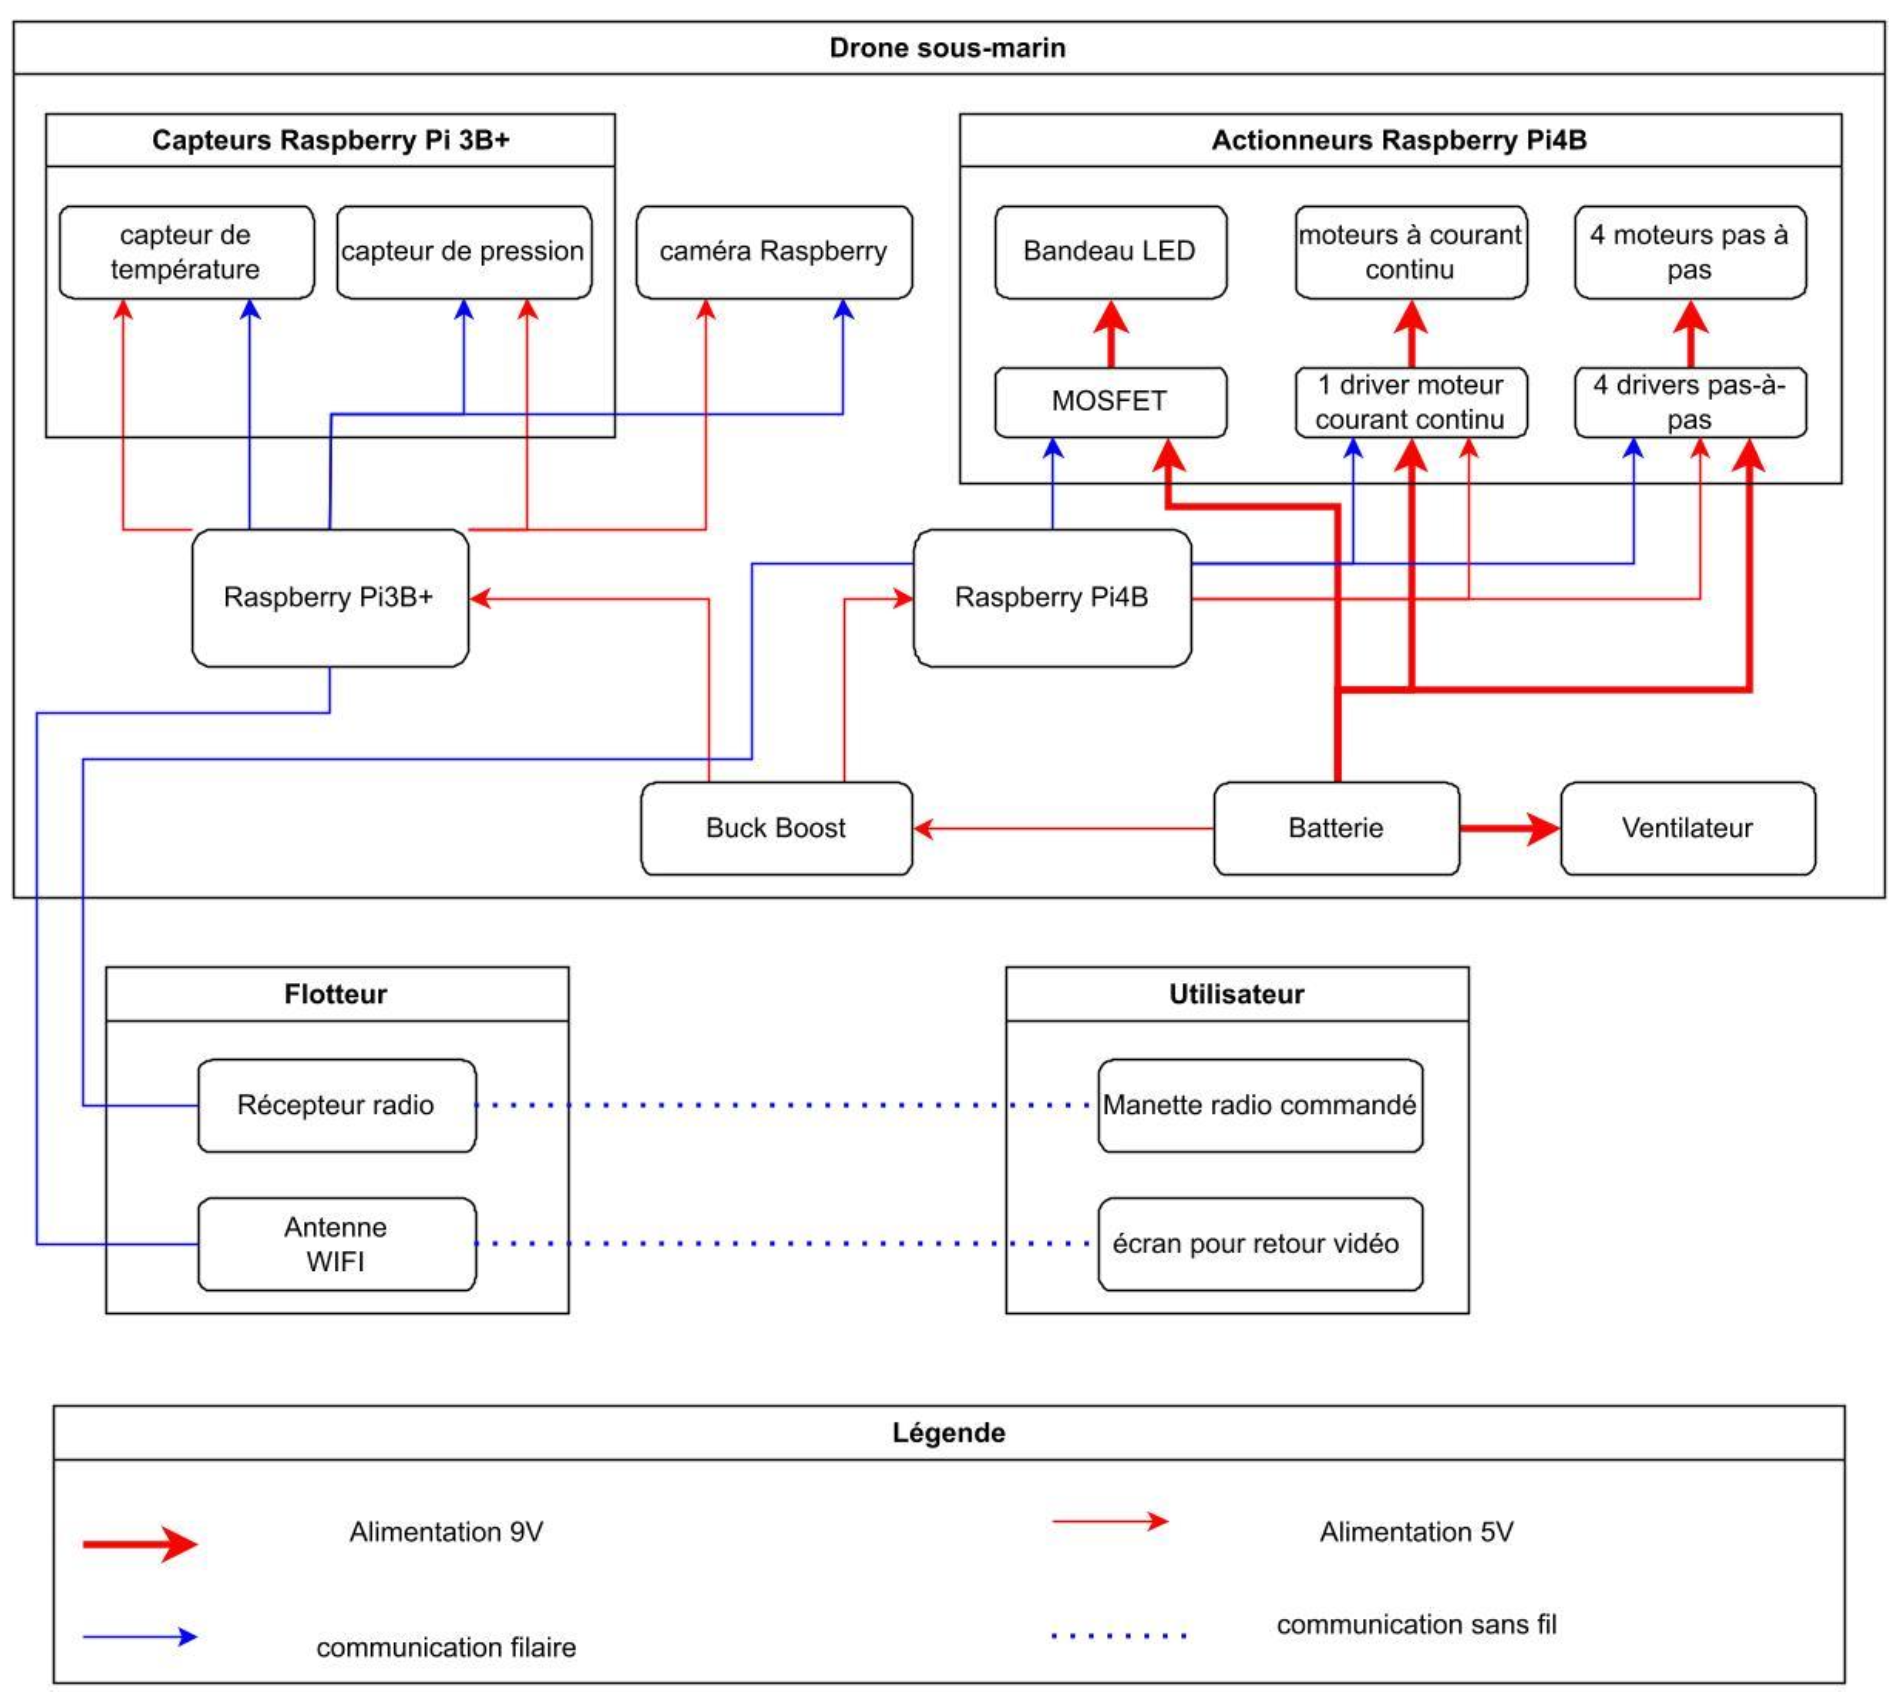 Drone sous-marin
Capteurs Raspberry Pi 3B+
Actionneurs Raspberry Pi4B
capteur de
température
capteur de pression
caméra Raspberry
Bandeau LED
moteurs à courant
continu
4 moteurs pas à
pas
MOSFET
1 driver moteur
courant continu
4 drivers pas-à-
pas
Raspberry Pi3B+
Raspberry Pi4B
Buck Boost
Batterie
Ventilateur
Flotteur
Utilisateur
Récepteur radio
Manette radio commandé
Antenne
WIFI
écran pour retour vidéo
Légende
Alimentation 9V
Alimentation 5V
communication filaire
communication sans fil